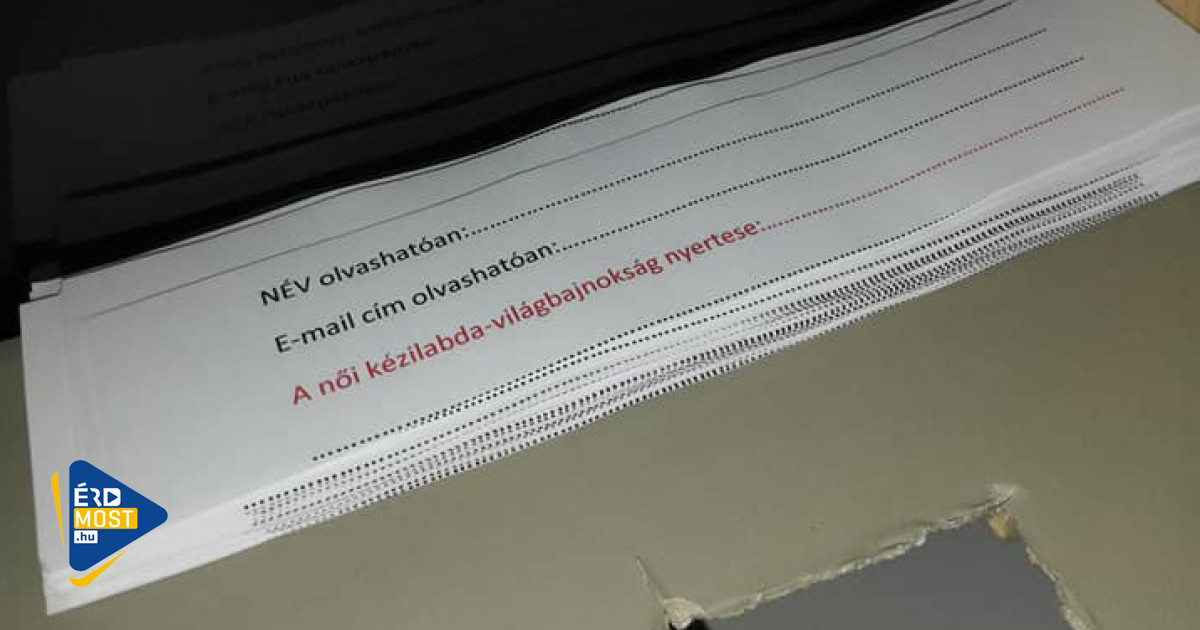 NÉV olvashatóan:......................................................................
E-mail cím olvashatóan:......................................................................
A női kézilabda-világbajnokság nyertese:......................................................................
ÉRD
MOST
.hu